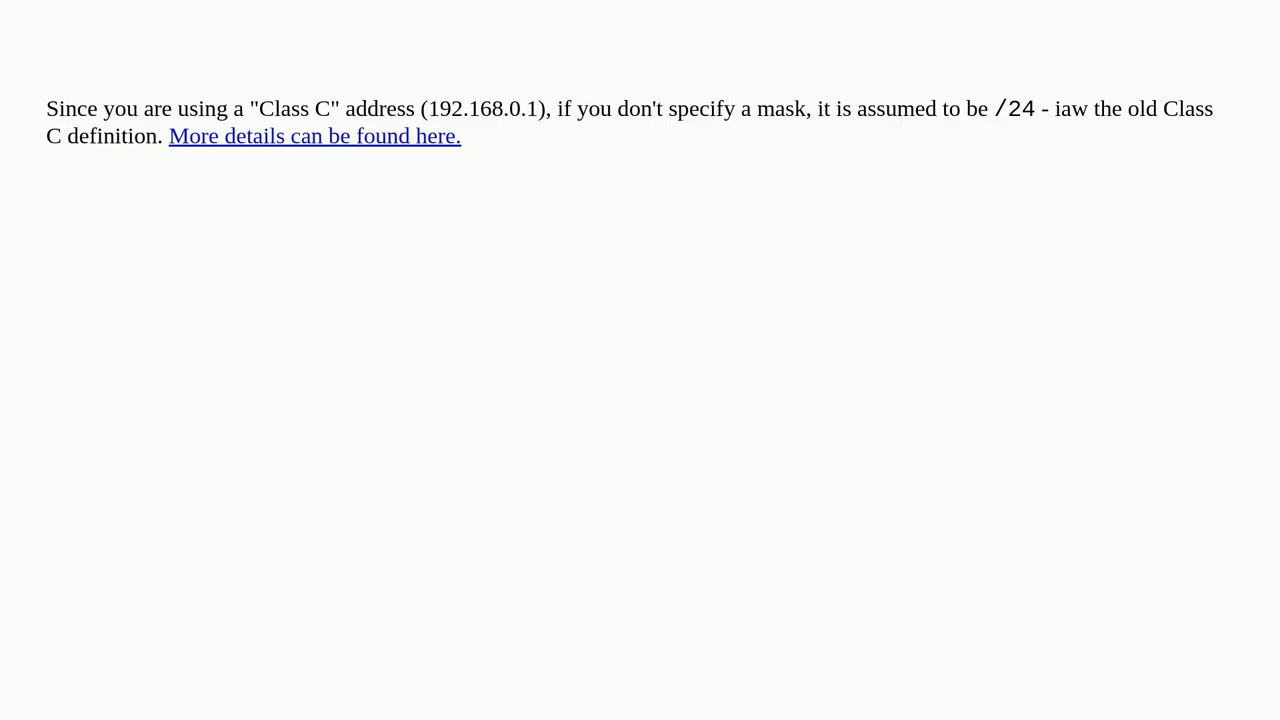 Since you are using a "Class C" address (192.168.0.1), if you don't specify a mask, it is assumed to be /24 - iaw the old Class
C definition. More details can be found here.